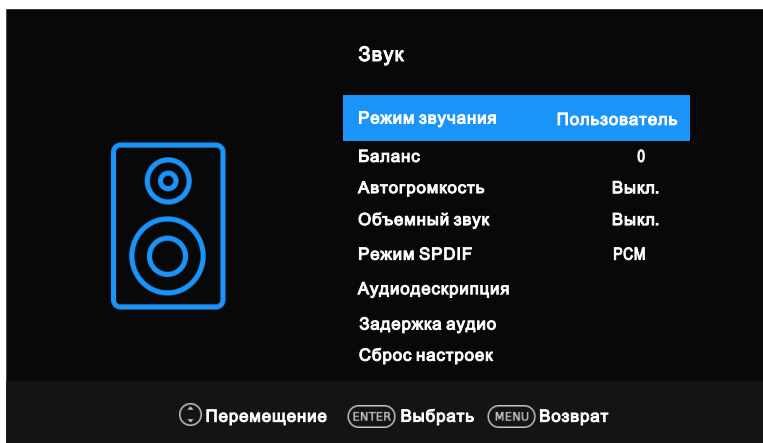 Звук
Режим звучания Пользователь
Баланс 0
Автогромкость Выкл.
Объемный звук Выкл.
Режим SPDIF PCM
Аудиодескрипция
Задержка аудио
Сброс настроек
Перемещение ENTER Выбрать MENU Возврат